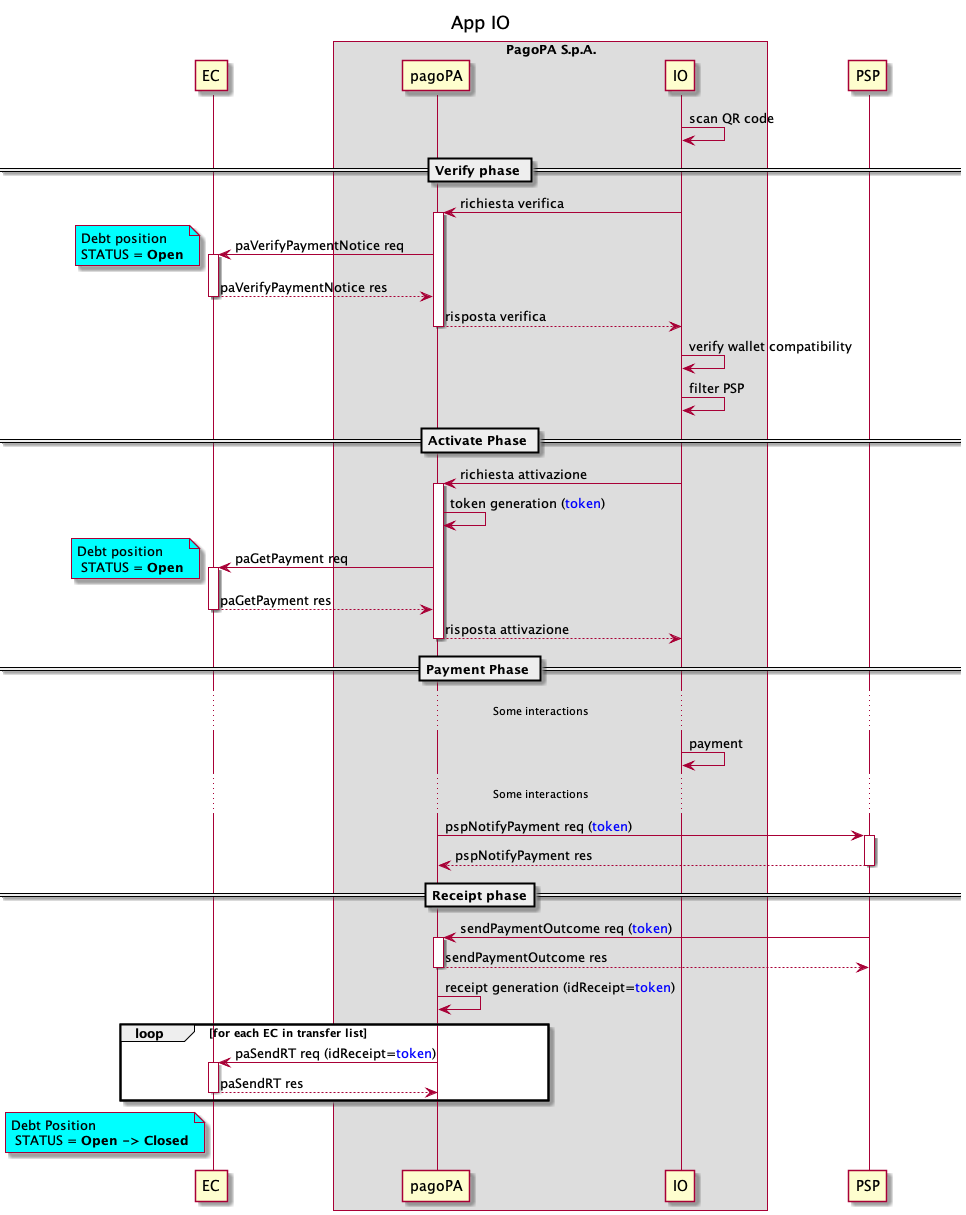 App IO
PagoPA S.p.A.
EC
pagoPA
IO
PSP
scan QR code
Verify phase
richiesta verifica
Debt position
STATUS = Open
paVerifyPaymentNotice req
paVerifyPaymentNotice res
risposta verifica
verify wallet compatibility
filter PSP
Activate Phase
richiesta attivazione
token generation (token)
Debt position
STATUS = Open
paGetPayment req
paGetPayment res
risposta attivazione
Payment Phase
Some interactions
payment
Some interactions
pspNotifyPayment req (token)
pspNotifyPayment res
Receipt phase
sendPaymentOutcome req (token)
sendPaymentOutcome res
receipt generation (idReceipt=token)
loop
[for each EC in transfer list]
paSendRT req (idReceipt=token)
paSendRT res
Debt Position
STATUS = Open -> Closed
EC
pagoPA
IO
PSP